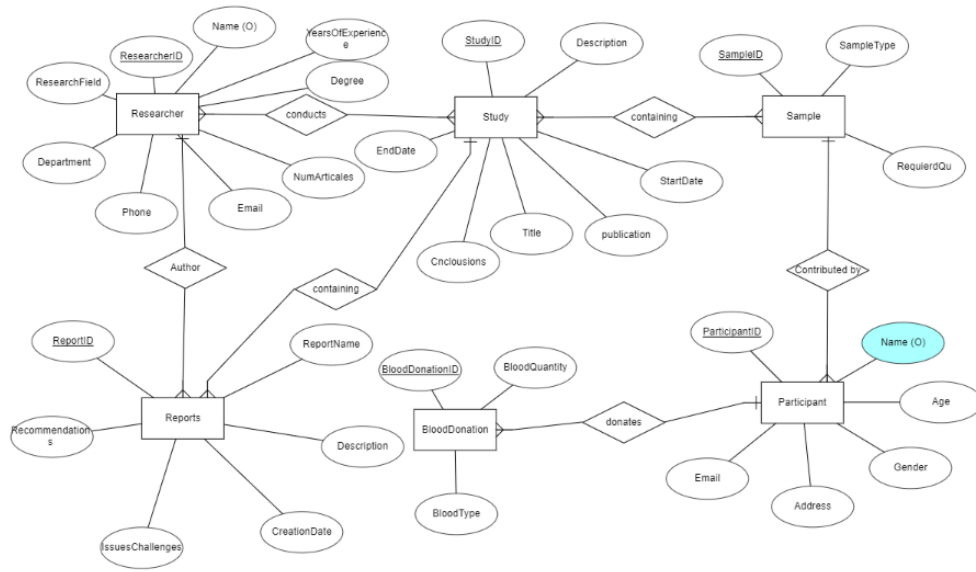 Name (O)
YearsOfExperienc
e
ResearcherID
StudyID
Description
SampleID
SampleType
ResearchField
Degree
Researcher
conducts
Study
containing
Sample
EndDate
Department
NumArticales
StartDate
RequierdQu
Phone
Email
Title
publication
Cnclousions
Author
containing
Contributed by
ReportID
ReportName
ParticipantID
Name (O)
BloodDonationID
BloodQuantity
Reports
Participant
Age
Recommendation
s
Description
BloodDonation
donates
Email
Gender
Address
BloodType
IssuesChallenges
CreationDate